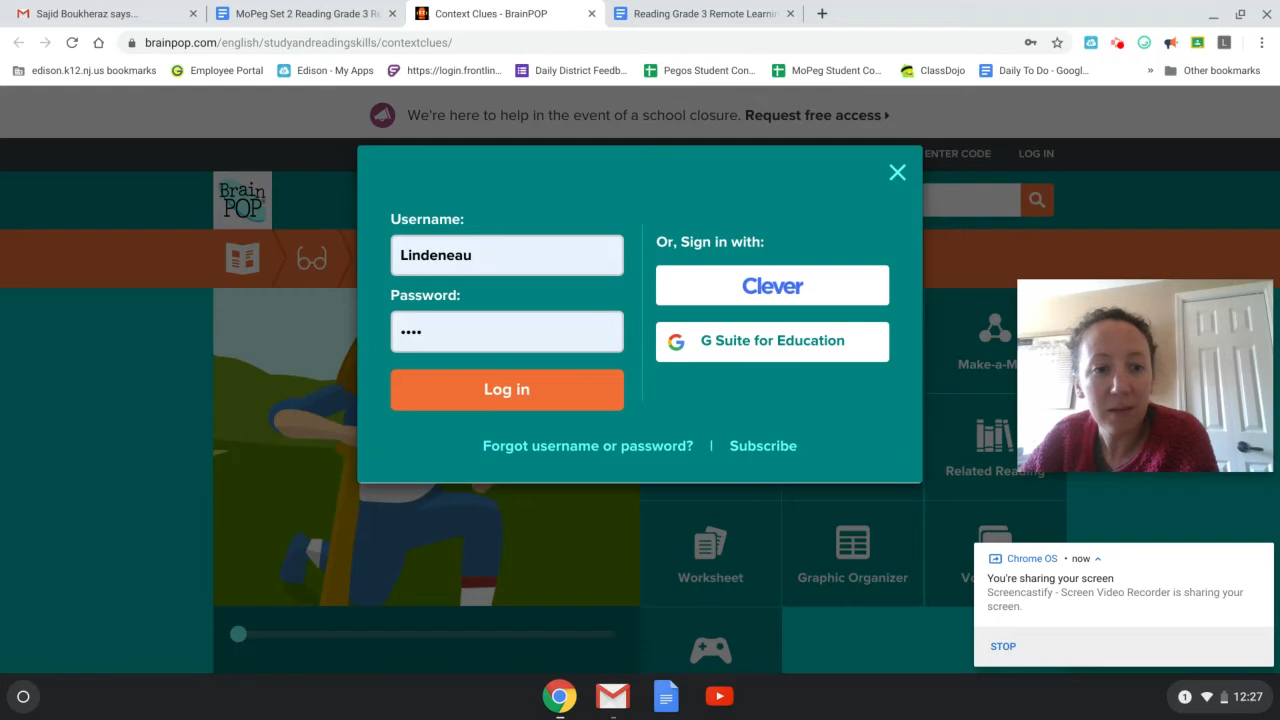 Sajid Boukheraz says...
MoPeg Set 2 Reading Grade 3 R
Context Clues - BrainPOP
Reading Grade 3 Remote Learnin
brainpop.com/english/studyandreadingskills/contextclues/
L
edison.k12.nj.us bookmarks
Employee Portal
Edison - My Apps
https://login.frontlin...
Daily District Feedb...
Pegos Student Con...
MoPeg Student Co...
ClassDojo
Daily To Do - Googl...
Other bookmarks
We're here to help in the event of a school closure. Request free access
ENTER CODE
LOG IN
Brain
POP
Username:
Lindeneau
Password:
••••
Log in
Or, Sign in with:
Clever
G Suite for Education
Forgot username or password? | Subscribe
Make-a-M
Related Reading
Worksheet
Graphic Organizer
Chrome OS • now
You're sharing your screen
Screencastify - Screen Video Recorder is sharing your
screen.
STOP
1
12:27